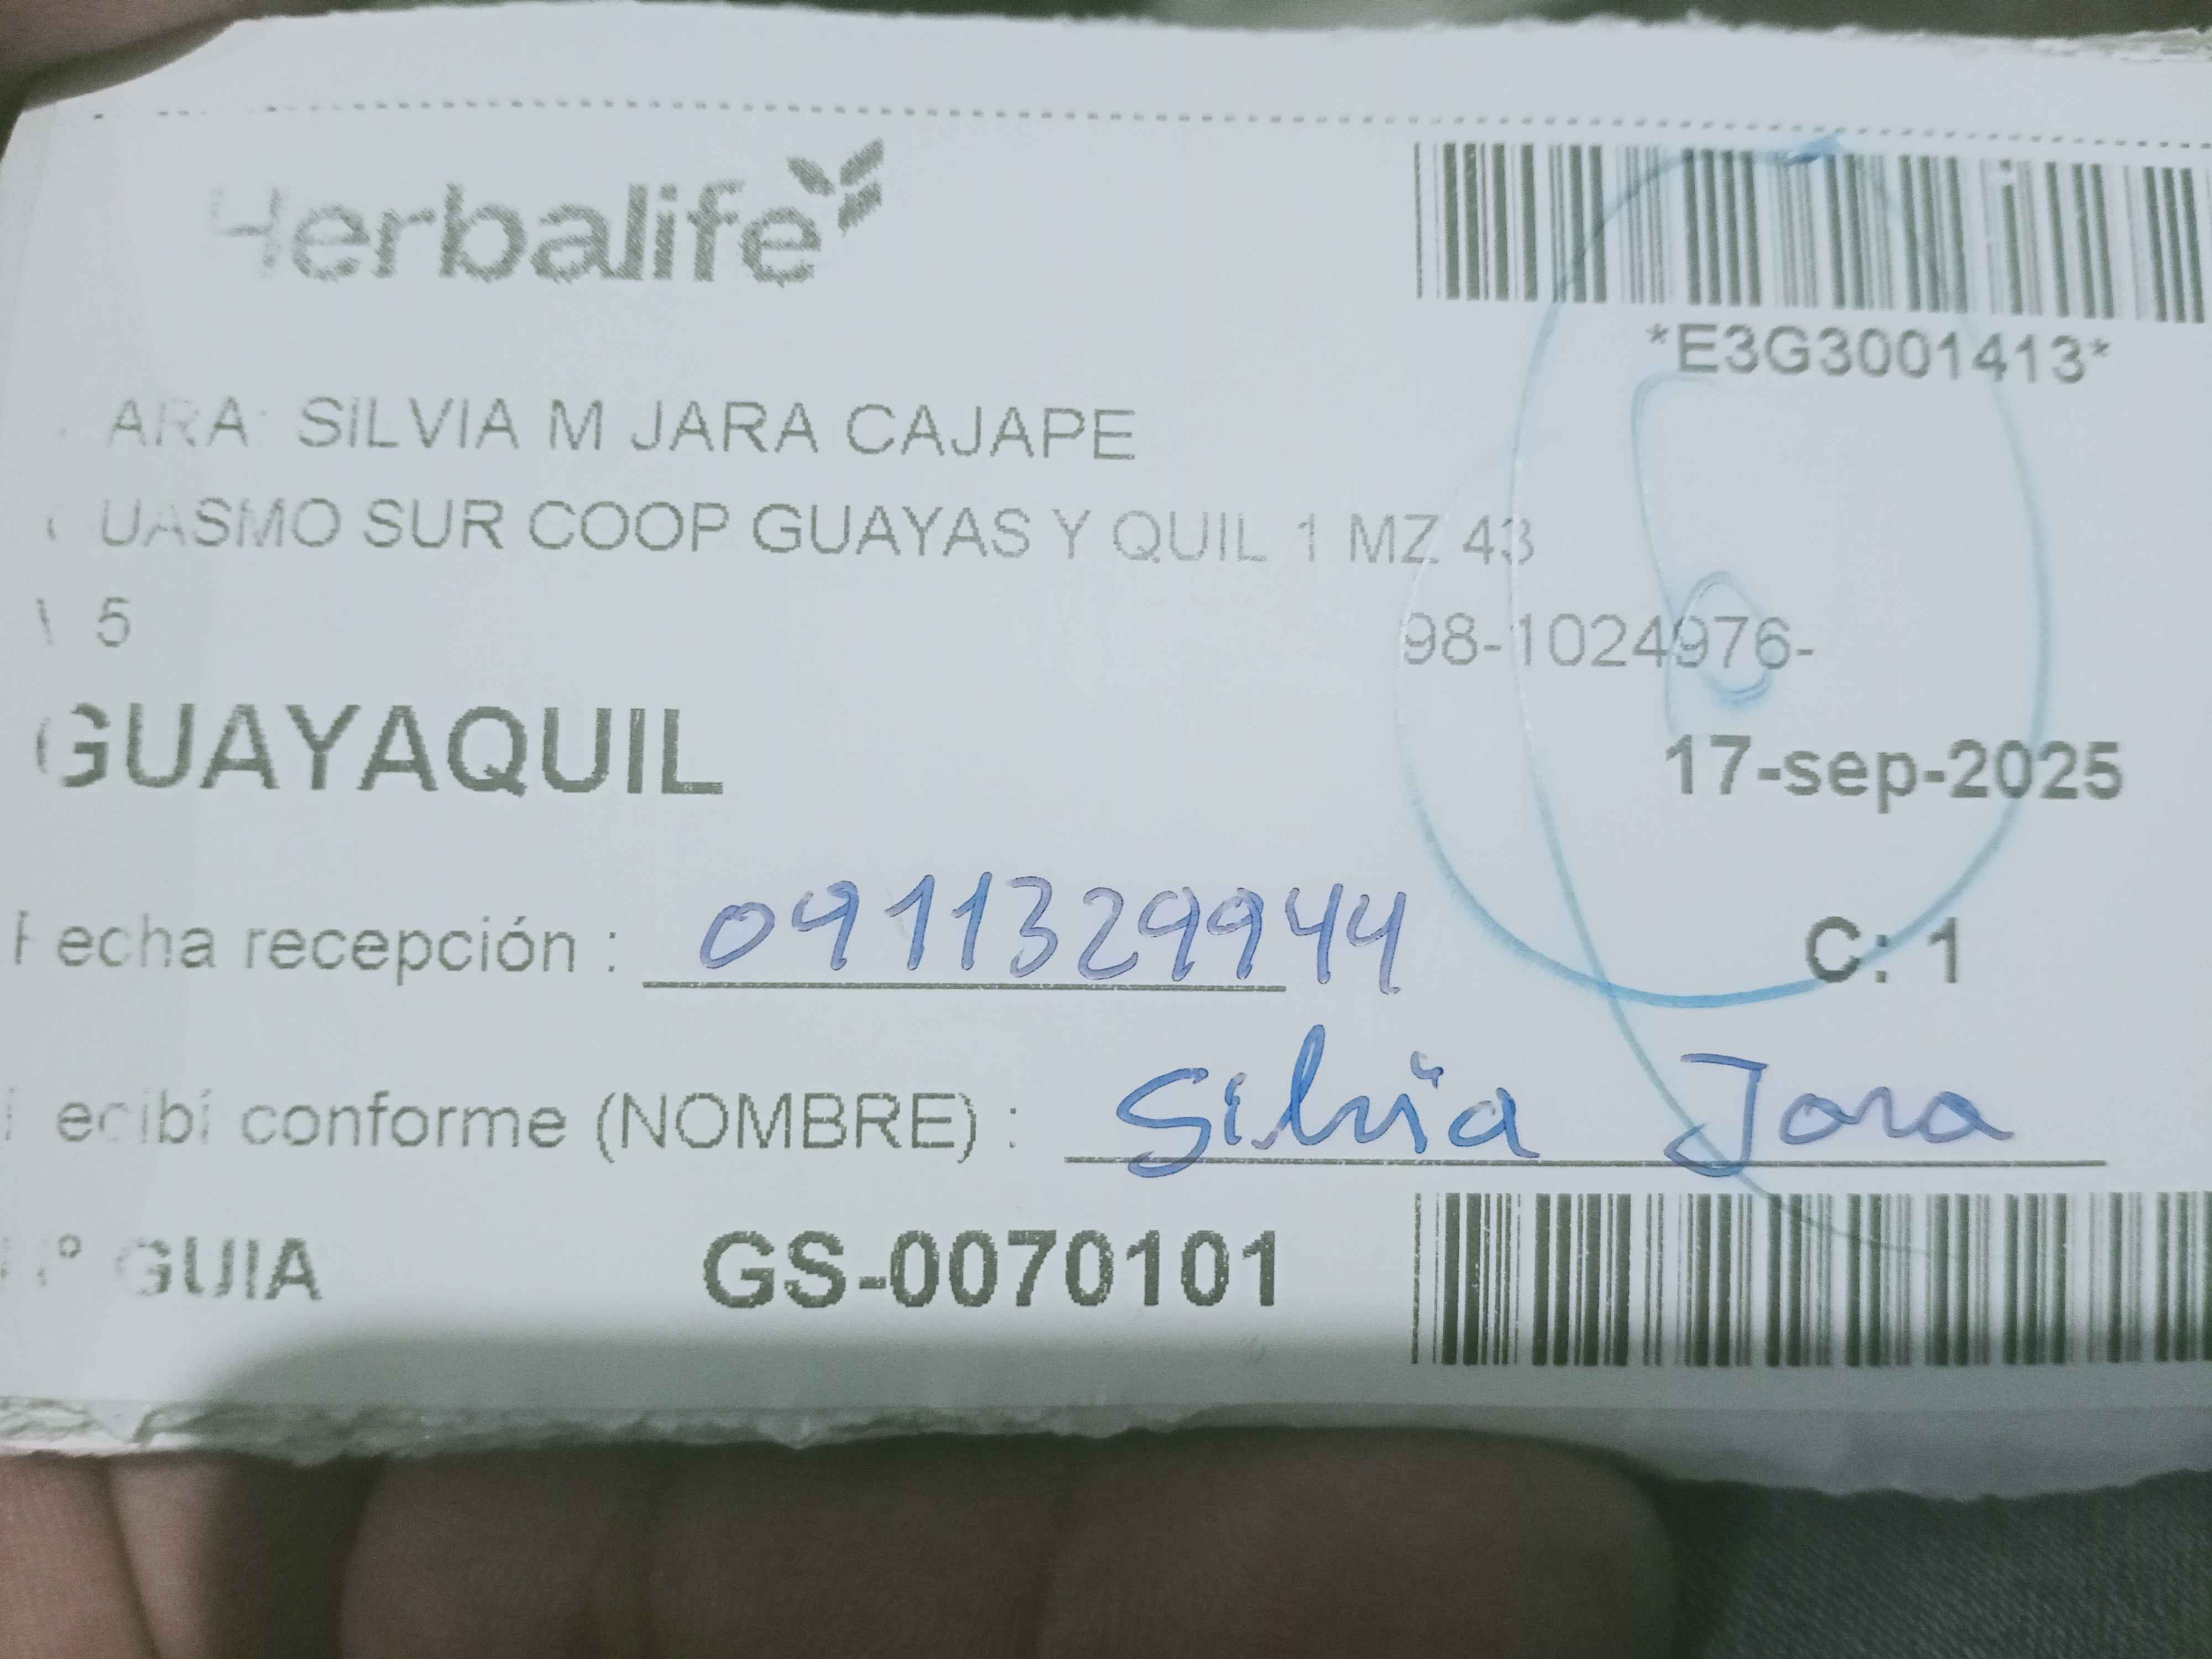 Herbalife
*E3G3001413*
ARA: SILVIA M JARA CAJAPE
UASMO SUR COOP GUAYAS Y QUIL 1 MZ 43
5
98-1024976-
GUAYAQUIL
17-sep-2025
Fecha recepción : 0911329944
C: 1
ecibí conforme (NOMBRE) : Silvia Jara
N° GUIA GS-0070101